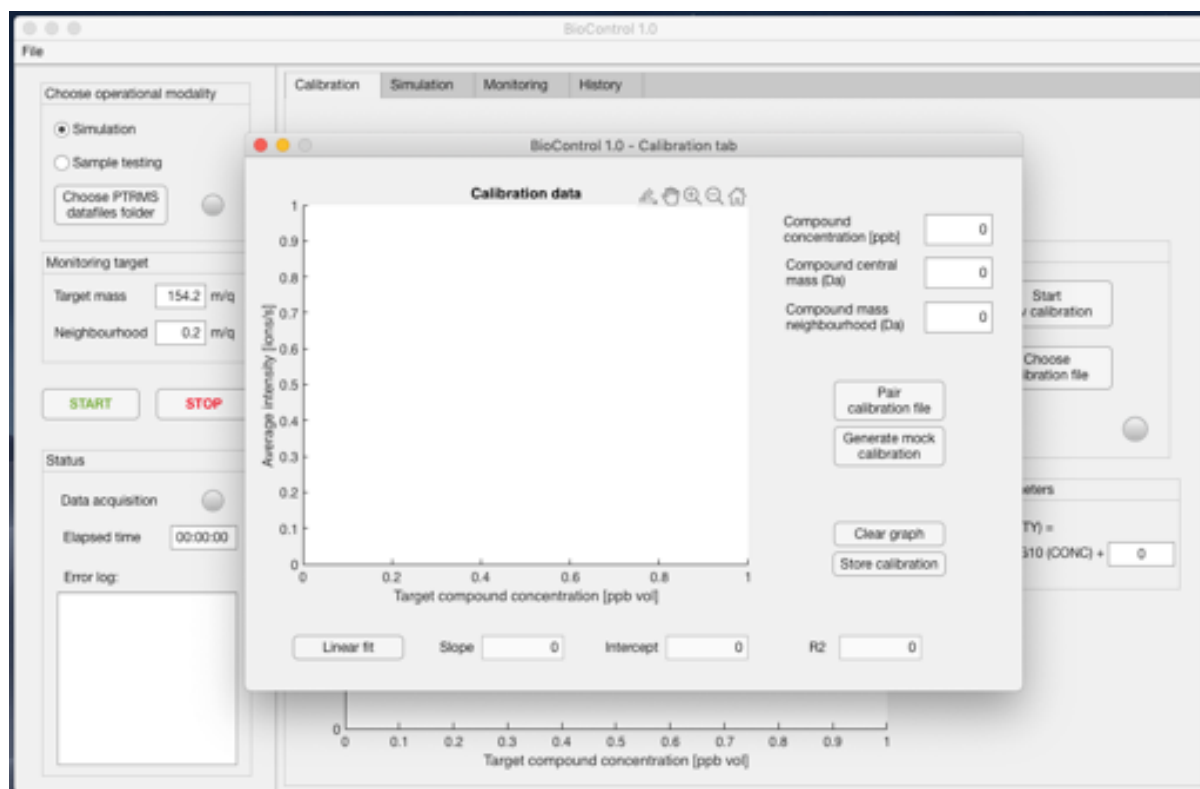 BioControl 1.0
File
Choose operational modality
Simulation
Sample testing
Choose PTRMS
datafiles folder
Monitoring target
Target mass 154.2 m/q
Neighbourhood 0.2 m/q
START STOP
Status
Data acquisition
Elapsed time 00:00:00
Error log:
Calibration Simulation Monitoring History
BioControl 1.0 - Calibration tab
Calibration data
1
0.9
0.8
0.7
0.6
0.5
0.4
0.3
0.2
0.1
0
Average intensity [ions/s]
0 0.2 0.4 0.6 0.8 1
Target compound concentration [ppb vol]
Compound
concentration [ppb] 0
Compound central
mass (Da) 0
Compound mass
neighbourhood (Da) 0
Pair
calibration file
Generate mock
calibration
Clear graph
Store calibration
Linear fit Slope 0 Intercept 0 R2 0
Start
calibration
Choose
ibration file
eters
TY) =
G10 (CONC) + 0
0
0 0.1 0.2 0.3 0.4 0.5 0.6 0.7 0.8 0.9 1
Target compound concentration [ppb vol]